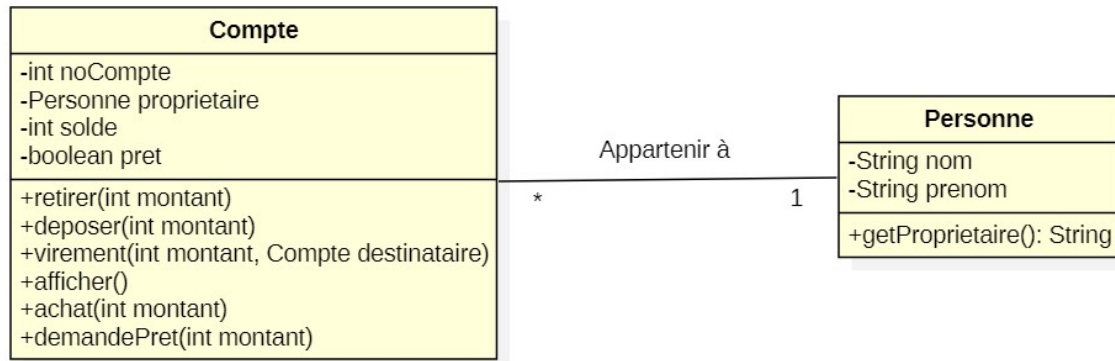 Compte
-int noCompte
-Personne proprietaire
-int solde
-boolean pret
+retirer(int montant)
+deposer(int montant)
+virement(int montant, Compte destinataire)
+afficher()
+achat(int montant)
+demandePret(int montant)
Appartenir à
*
1
Personne
-String nom
-String prenom
+getProprietaire(): String